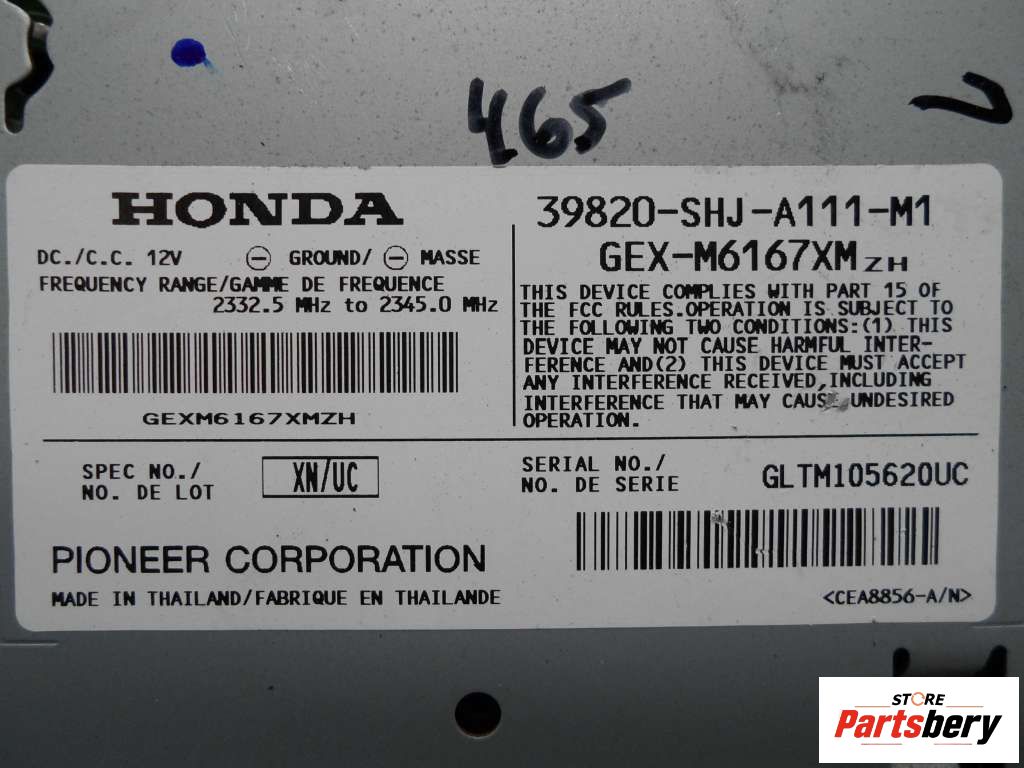 465
HONDA
DC./C.C. 12V ⊖ GROUND/ ⊖ MASSE
FREQUENCY RANGE/GAMME DE FREQUENCE
2332.5 MHz to 2345.0 MHz
GEXM6167XMZH
39820-SHJ-A111-M1
GEX-M6167XM ZH
THIS DEVICE COMPLIES WITH PART 15 OF
THE FCC RULES.OPERATION IS SUBJECT TO
THE FOLLOWING TWO CONDITIONS:(1) THIS
DEVICE MAY NOT CAUSE HARMFUL INTER-
FERENCE AND(2) THIS DEVICE MUST ACCEPT
ANY INTERFERENCE RECEIVED,INCLUDING
INTERFERENCE THAT MAY CAUSE UNDESIRED
OPERATION.
SPEC NO./
NO. DE LOT
XN/UC
SERIAL NO./
NO. DE SERIE
GLTM105620UC
PIONEER CORPORATION
MADE IN THAILAND/FABRIQUE EN THAILANDE
<CEA8856-A/N>
STORE
Partsbery